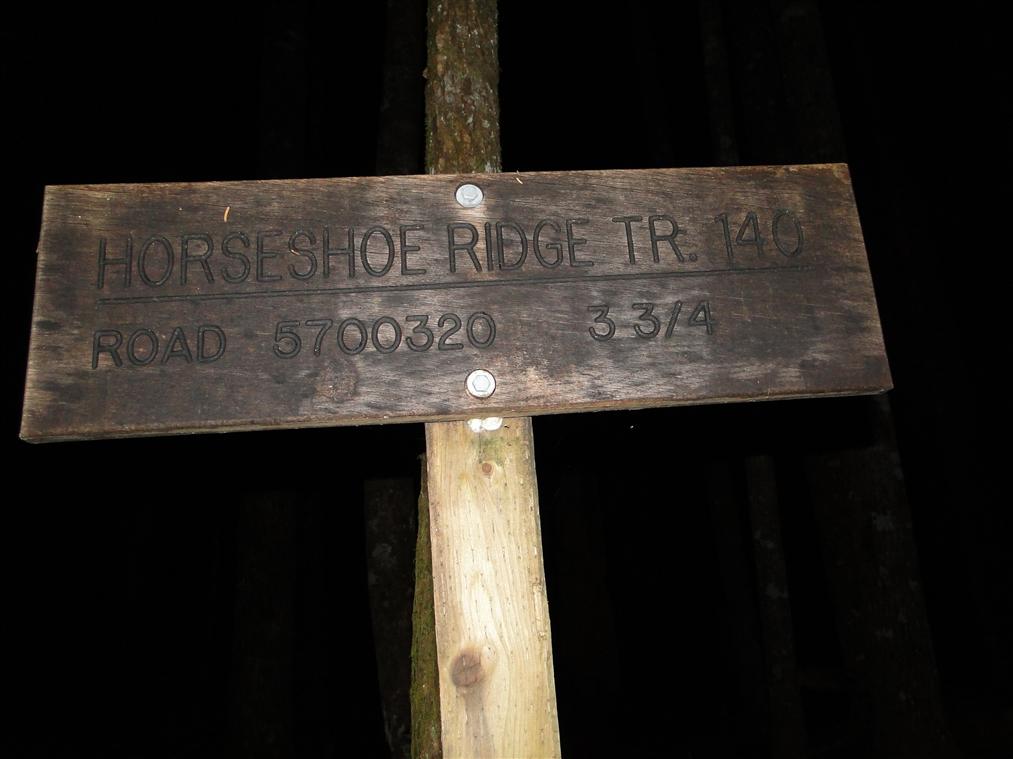 HORSESHOE RIDGE TR. 140
ROAD 5700320 3 3/4